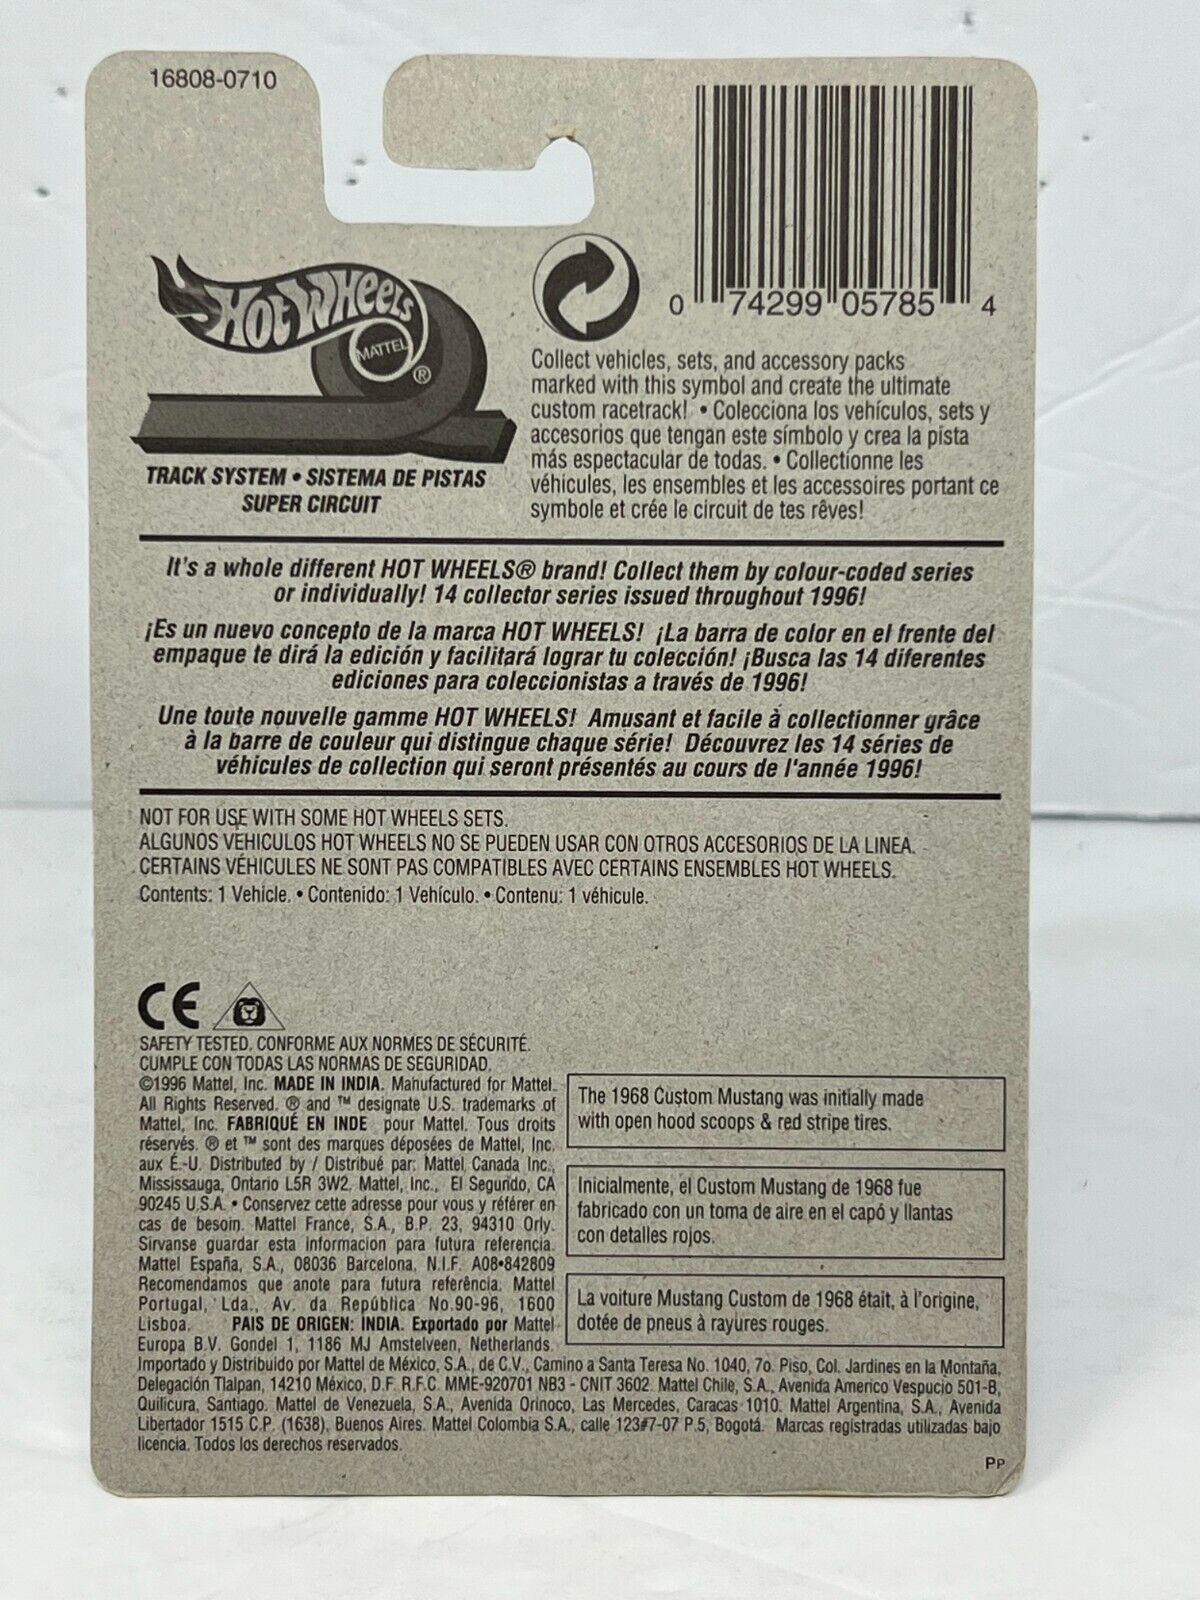 16808-0710
0 74299 05785 4
HOT WHEELS
MATTEL
®
TRACK SYSTEM • SISTEMA DE PISTAS
SUPER CIRCUIT
Collect vehicles, sets, and accessory packs
marked with this symbol and create the ultimate
custom racetrack! • Colecciona los vehículos, sets y
accesorios que tengan este símbolo y crea la pista
más espectacular de todas. • Collectionne les
véhicules, les ensembles et les accessoires portant ce
symbole et crée le circuit de tes rêves!
It's a whole different HOT WHEELS® brand! Collect them by colour-coded series
or individually! 14 collector series issued throughout 1996!
¡Es un nuevo concepto de la marca HOT WHEELS! ¡La barra de color en el frente del
empaque te dirá la edición y facilitará lograr tu colección! ¡Busca las 14 diferentes
ediciones para coleccionistas a través de 1996!
Une toute nouvelle gamme HOT WHEELS! Amusant et facile à collectionner grâce
à la barre de couleur qui distingue chaque série! Découvrez les 14 séries de
véhicules de collection qui seront présentés au cours de l'année 1996!
NOT FOR USE WITH SOME HOT WHEELS SETS.
ALGUNOS VEHICULOS HOT WHEELS NO SE PUEDEN USAR CON OTROS ACCESORIOS DE LA LINEA.
CERTAINS VÉHICULES NE SONT PAS COMPATIBLES AVEC CERTAINS ENSEMBLES HOT WHEELS.
Contents: 1 Vehicle. • Contenido: 1 Vehículo. • Contenu: 1 véhicule.
CE
SAFETY TESTED. CONFORME AUX NORMES DE SÉCURITÉ.
CUMPLE CON TODAS LAS NORMAS DE SEGURIDAD.
©1996 Mattel, Inc. MADE IN INDIA. Manufactured for Mattel.
All Rights Reserved. ® and ™ designate U.S. trademarks of
Mattel, Inc. FABRIQUÉ EN INDE pour Mattel. Tous droits
réservés. ® et ™ sont des marques déposées de Mattel, Inc.
aux É.-U. Distributed by / Distribué par: Mattel Canada Inc.,
Mississauga, Ontario L5R 3W2. Mattel, Inc., El Segundo, CA
90245 U.S.A. • Conservez cette adresse pour vous y référer en
cas de besoin. Mattel France, S.A., B.P. 23, 94310 Orly.
Sirvanse guardar esta informacion para futura referencia.
Mattel España, S.A., 08036 Barcelona, N.I.F. A08•842809
Recomendamos que anote para futura referência. Mattel
Portugal, Lda., Av. da República No.90-96, 1600
Lisboa. PAIS DE ORIGEN: INDIA. Exportado por Mattel
Europa B.V. Gondel 1, 1186 MJ Amstelveen, Netherlands.
Importado y Distribuido por Mattel de México, S.A., de C.V., Camino a Santa Teresa No. 1040, 7o. Piso, Col. Jardines en la Montaña,
Delegación Tlalpan, 14210 México, D.F. R.F.C. MME-920701 NB3 - CNIT 3602. Mattel Chile, S.A., Avenida Americo Vespucio 501-B,
Quilicura, Santiago. Mattel de Venezuela, S.A., Avenida Orinoco, Las Mercedes, Caracas 1010. Mattel Argentina, S.A., Avenida
Libertador 1515 C.P. (1638), Buenos Aires. Mattel Colombia S.A., calle 123#7-07 P.5, Bogotá. Marcas registradas utilizadas bajo
licencia. Todos los derechos reservados.
The 1968 Custom Mustang was initially made
with open hood scoops & red stripe tires.
Inicialmente, el Custom Mustang de 1968 fue
fabricado con un toma de aire en el capó y llantas
con detalles rojos.
La voiture Mustang Custom de 1968 était, à l'origine,
dotée de pneus à rayures rouges.
PP